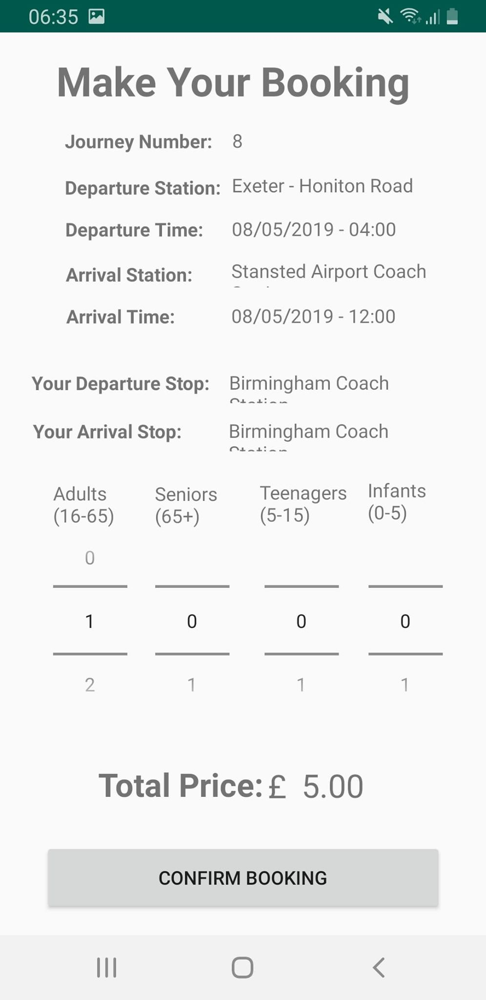 06:35
Make Your Booking
Journey Number: 8
Departure Station: Exeter - Honiton Road
Departure Time: 08/05/2019 - 04:00
Arrival Station: Stansted Airport Coach
Arrival Time: 08/05/2019 - 12:00
Your Departure Stop: Birmingham Coach
Station
Your Arrival Stop: Birmingham Coach
Station
Adults Seniors Teenagers Infants
(16-65) (65+) (5-15) (0-5)
0
1 0 0 0
2 1 1 1
Total Price: £ 5.00
CONFIRM BOOKING